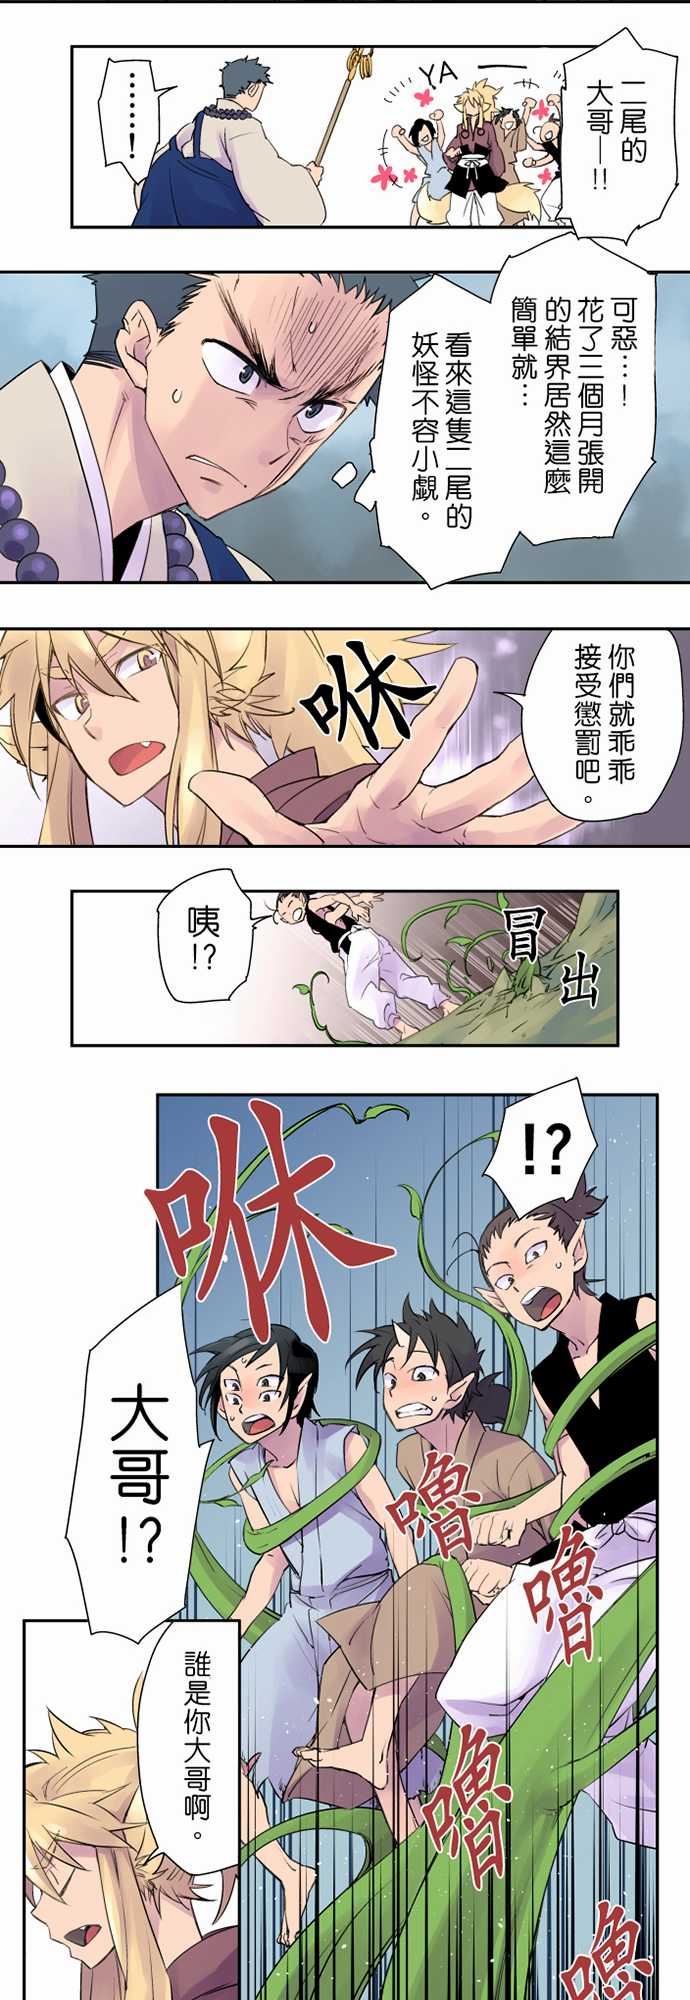 二尾的
大哥—!!
YA
……！
可惡…！
花了三個月張開
的結界居然這麼
簡單就…
看來這隻二尾的
妖怪不容小覷。
你們就乖乖
接受懲罰吧。
咻
咦!?
冒出
!?
咻
大哥!?
嚕
嚕
嚕
嚕
誰是你大哥啊。